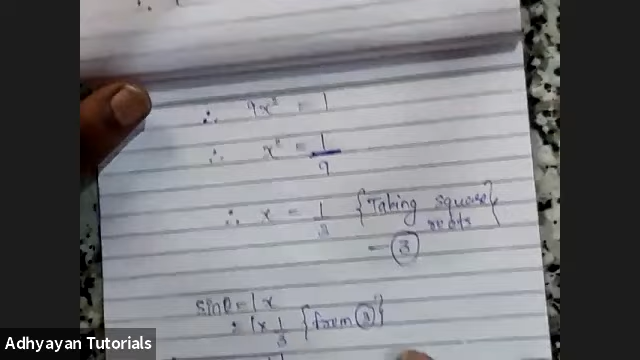 ∴ 9x² = 1
∴ x² = 1/9
∴ x = 1/3 {Taking square roots}
— ③
sinθ = 1x
= 1 x 1/3 {from ③}
Adhyayan Tutorials